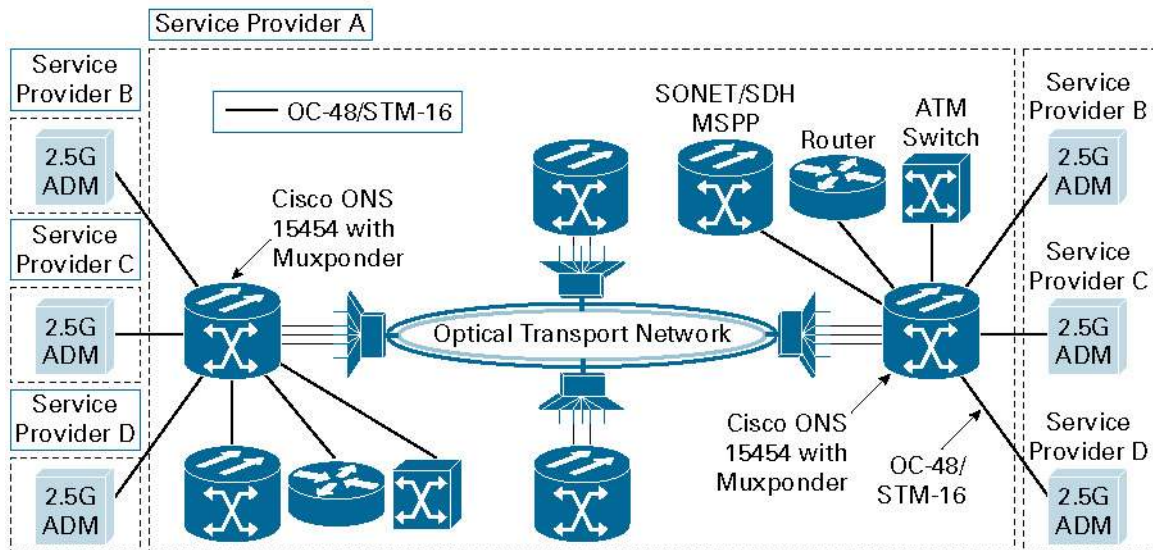 Service Provider A
Service
Provider B
2.5G
ADM
Service
Provider C
2.5G
ADM
Service
Provider D
2.5G
ADM
OC-48/STM-16
Cisco ONS
15454 with
Muxponder
Optical Transport Network
SONET/SDH
MSPP
Router
ATM
Switch
Cisco ONS
15454 with
Muxponder
OC-48/
STM-16
Service
Provider B
2.5G
ADM
Service
Provider C
2.5G
ADM
Service
Provider D
2.5G
ADM